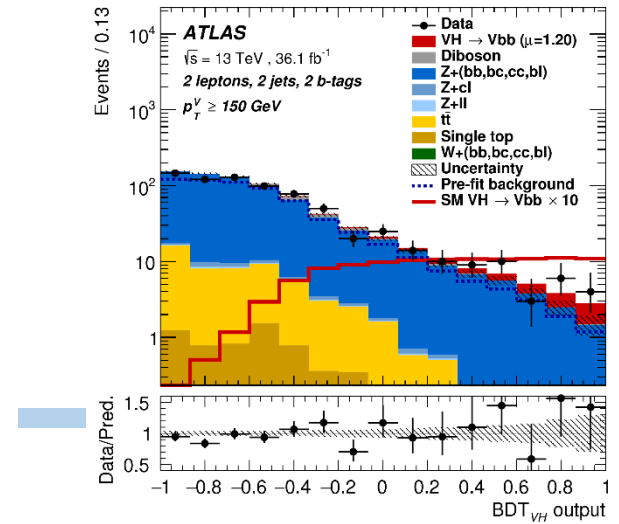 Events / 0.13
10⁴
10³
10²
10
1
ATLAS
√s = 13 TeV , 36.1 fb⁻¹
2 leptons, 2 jets, 2 b-tags
p_T^V ≥ 150 GeV
Data
VH → Vbb (μ=1.20)
Diboson
Z+(bb,bc,cc,bl)
Z+cl
Z+ll
tt̄
Single top
W+(bb,bc,cc,bl)
Uncertainty
Pre-fit background
SM VH → Vbb × 10
Data/Pred.
1.5
1
0.5
−1 −0.8 −0.6 −0.4 −0.2 0 0.2 0.4 0.6 0.8 1
BDT_VH output